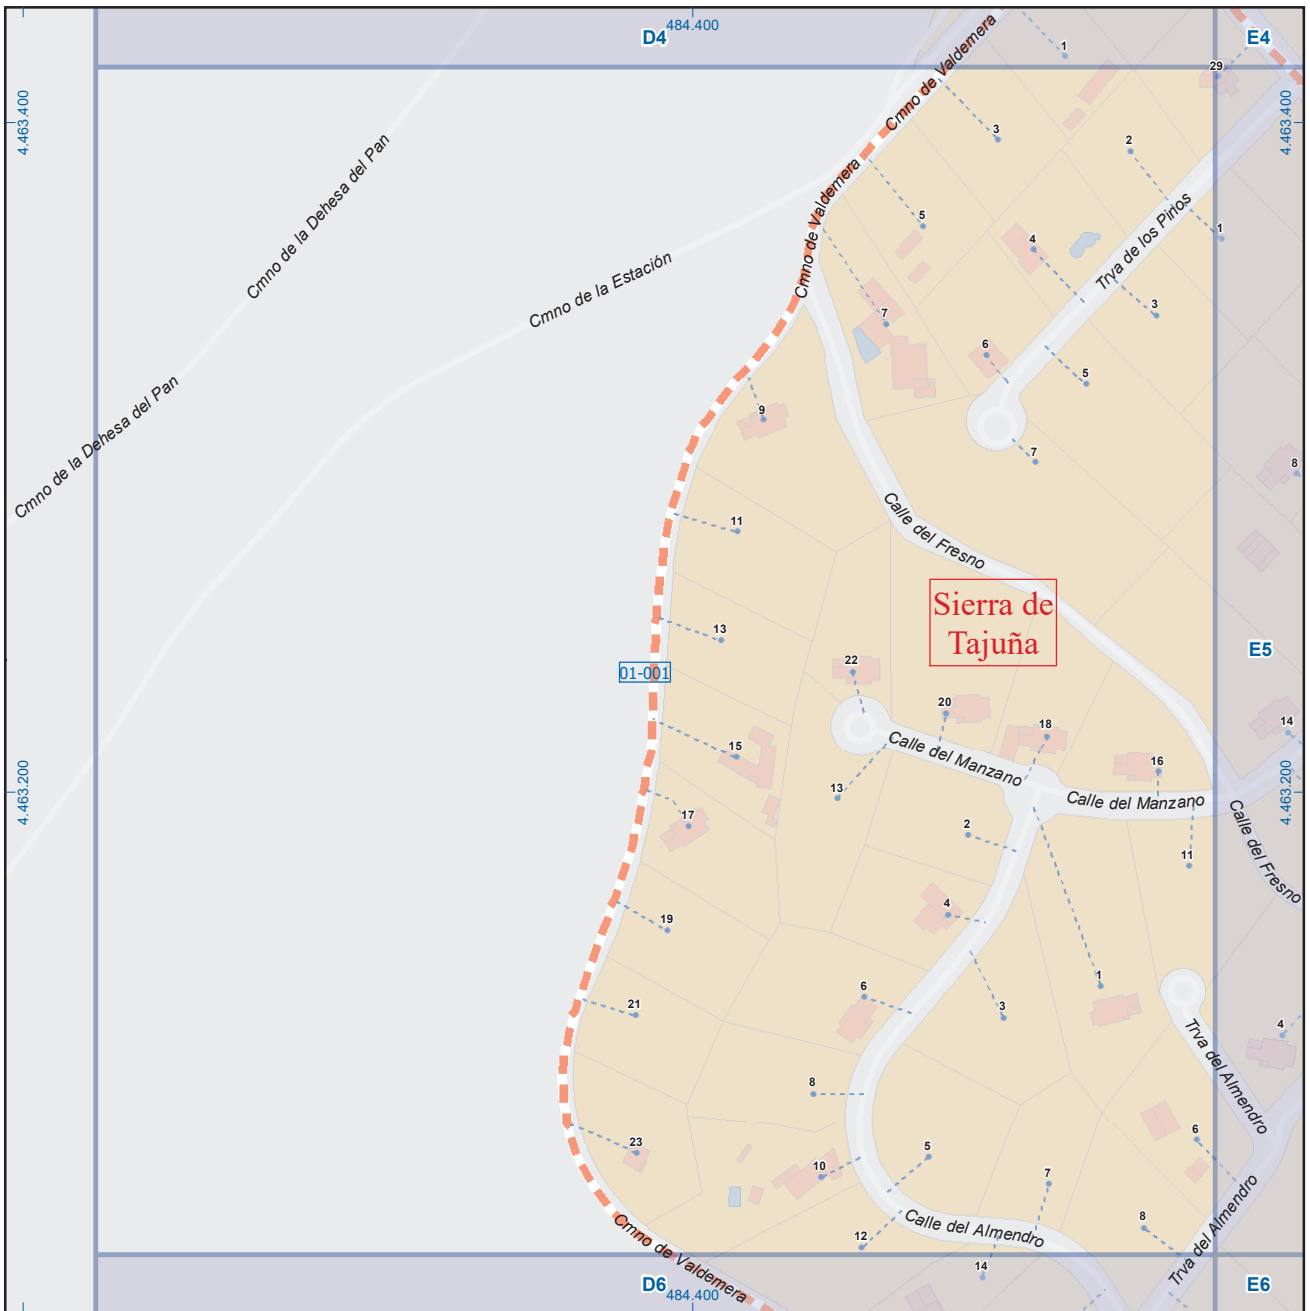 D4
484.400
E4
4.463.400
4.463.400
Cmno de Valdemera
Cmno de Valdemera
Cmno de Valdemera
1
29
3
2
5
4
1
Trva de los Pinos
3
7
6
5
9
7
8
Cmno de la Dehesa del Pan
Cmno de la Dehesa del Pan
Cmno de la Estación
11
Calle del Fresno
Sierra de
Tajuña
13
E5
01-001
22
20
18
14
15
Calle del Manzano
16
13
Calle del Manzano
4.463.200
4.463.200
17
2
11
Calle del Fresno
4
19
6
1
3
21
4
Trva del Almendro
8
23
5
6
10
7
8
12
Calle del Almendro
Trva del Almendro
14
Cmno de Valdemera
D6
484.400
E6